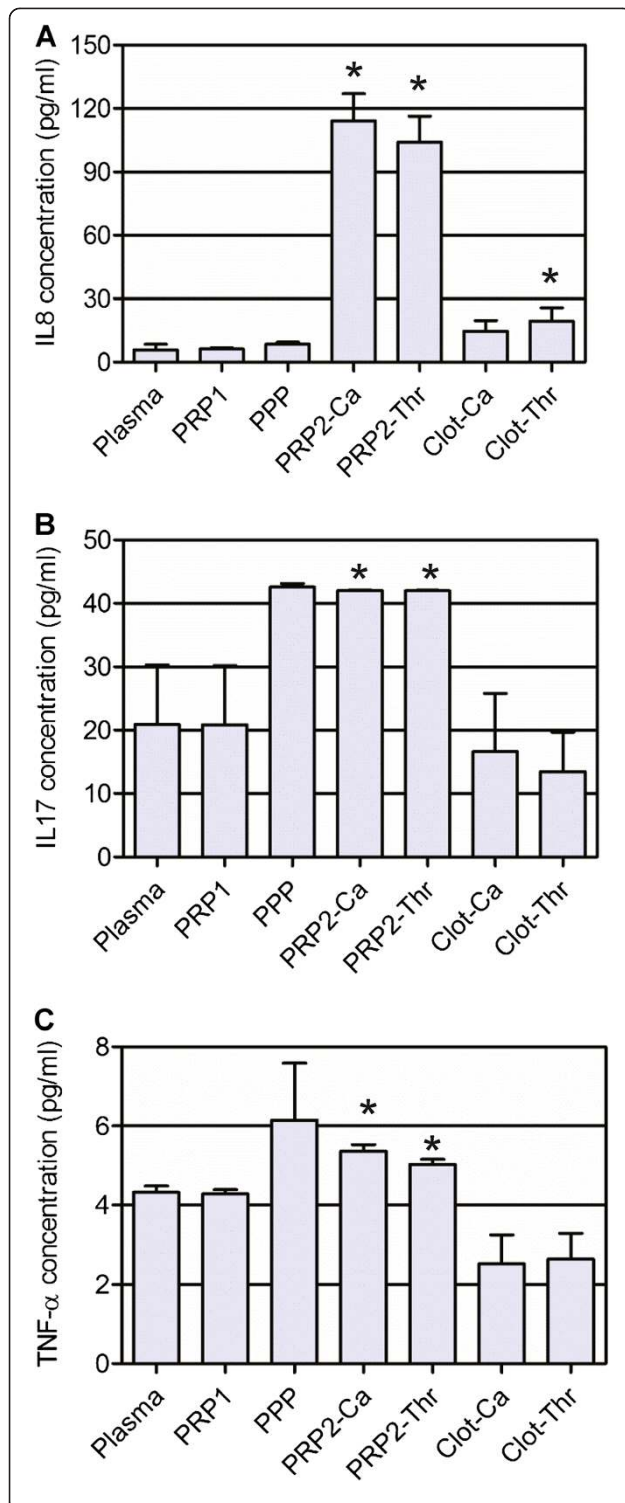 A
IL8 concentration (pg/ml)
150
120
90
60
30
0
* * *
Plasma PRP1 PPP PRP2-Ca PRP2-Thr Clot-Ca Clot-Thr
B
IL17 concentration (pg/ml)
50
40
30
20
10
0
* *
Plasma PRP1 PPP PRP2-Ca PRP2-Thr Clot-Ca Clot-Thr
C
TNF-α concentration (pg/ml)
8
6
4
2
0
* *
Plasma PRP1 PPP PRP2-Ca PRP2-Thr Clot-Ca Clot-Thr